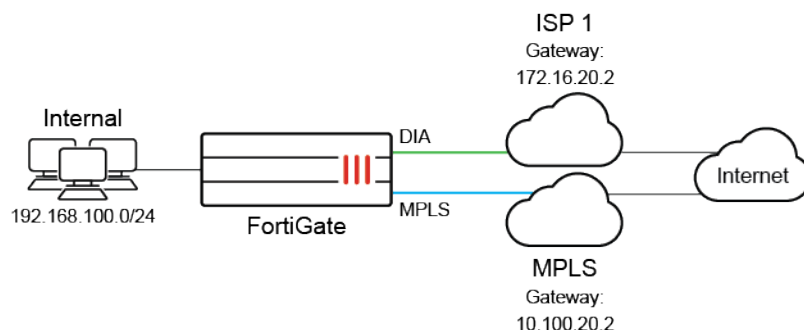 ISP 1
Gateway:
172.16.20.2
Internal
DIA
Internet
MPLS
192.168.100.0/24
FortiGate
MPLS
Gateway:
10.100.20.2